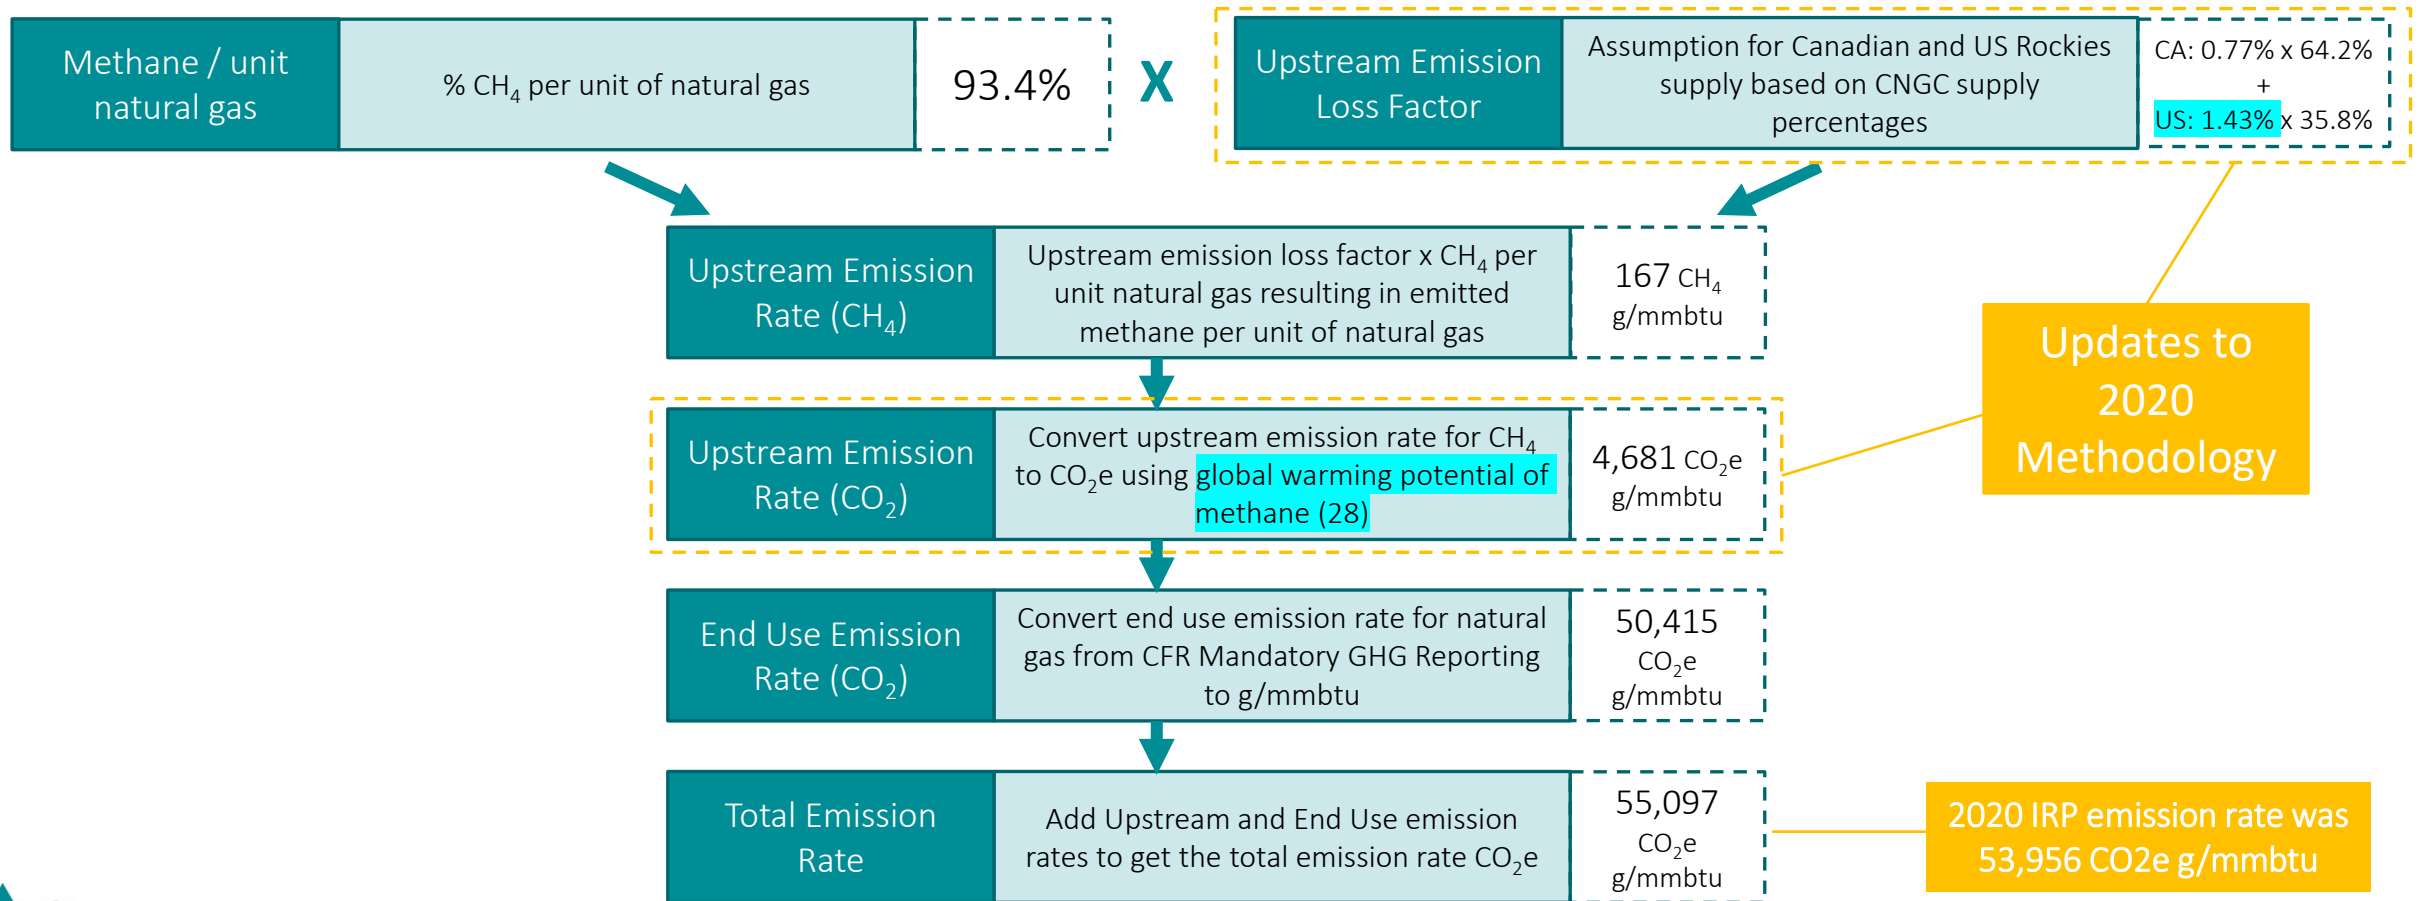 Methane / unit
natural gas
% CH₄ per unit of natural gas
93.4%
X
Upstream Emission
Loss Factor
Assumption for Canadian and US Rockies
supply based on CNGC supply
percentages
CA: 0.77% x 64.2%
+
US: 1.43% x 35.8%
Upstream Emission
Rate (CH₄)
Upstream emission loss factor x CH₄ per
unit natural gas resulting in emitted
methane per unit of natural gas
167 CH₄
g/mmbtu
Updates to
2020
Methodology
Upstream Emission
Rate (CO₂)
Convert upstream emission rate for CH₄
to CO₂e using global warming potential of
methane (28)
4,681 CO₂e
g/mmbtu
End Use Emission
Rate (CO₂)
Convert end use emission rate for natural
gas from CFR Mandatory GHG Reporting
to g/mmbtu
50,415
CO₂e
g/mmbtu
Total Emission
Rate
Add Upstream and End Use emission
rates to get the total emission rate CO₂e
55,097
CO₂e
g/mmbtu
2020 IRP emission rate was
53,956 CO2e g/mmbtu